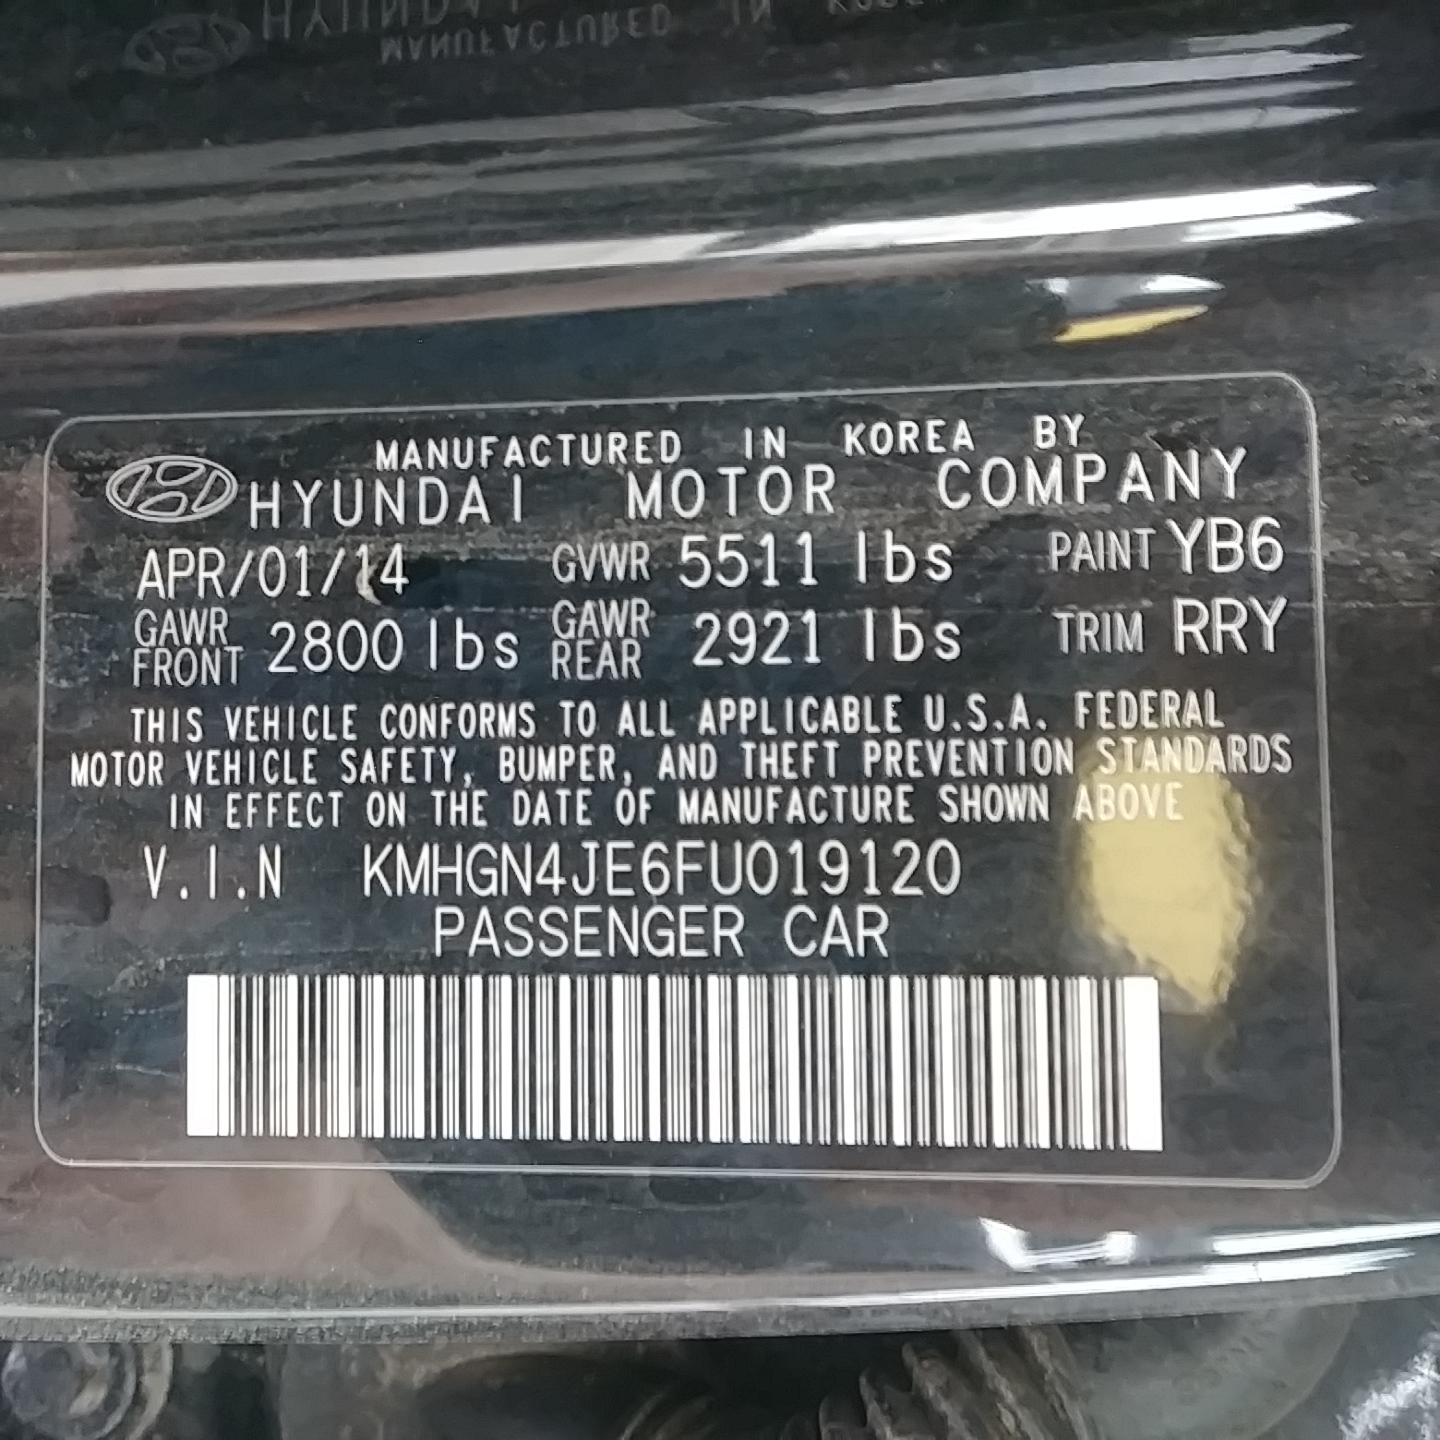 MANUFACTURED IN KOREA BY
HYUNDAI MOTOR COMPANY
APR/01/14 GVWR 5511 lbs PAINT YB6
GAWR FRONT 2800 lbs GAWR REAR 2921 lbs TRIM RRY
THIS VEHICLE CONFORMS TO ALL APPLICABLE U.S.A. FEDERAL
MOTOR VEHICLE SAFETY, BUMPER, AND THEFT PREVENTION STANDARDS
IN EFFECT ON THE DATE OF MANUFACTURE SHOWN ABOVE
V.I.N KMHGN4JE6FU019120
PASSENGER CAR